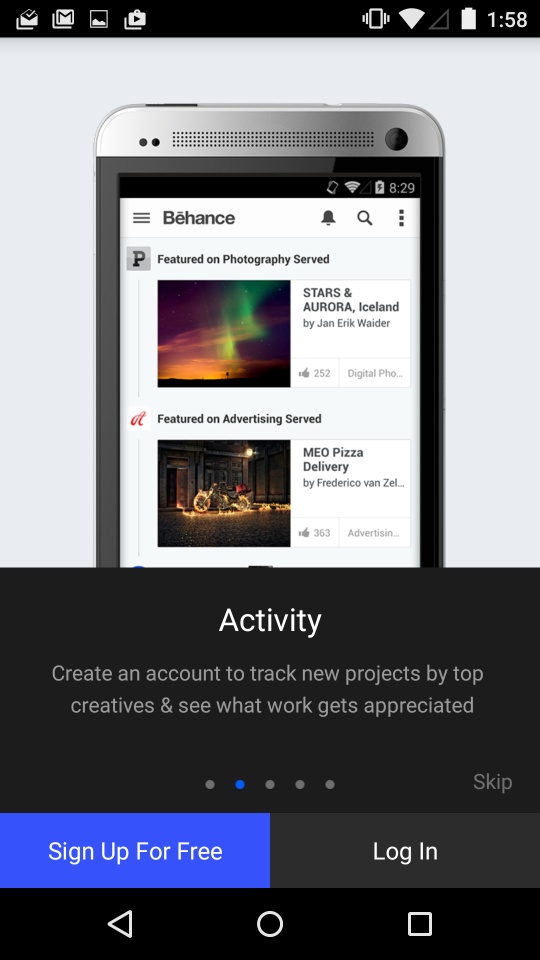 1:58
8:29
Bēhance
Featured on Photography Served
STARS &
AURORA, Iceland
by Jan Erik Waider
252
Digital Pho...
Featured on Advertising Served
MEO Pizza
Delivery
by Frederico van Zel...
363
Advertisin...
Activity
Create an account to track new projects by top
creatives & see what work gets appreciated
Skip
Sign Up For Free
Log In